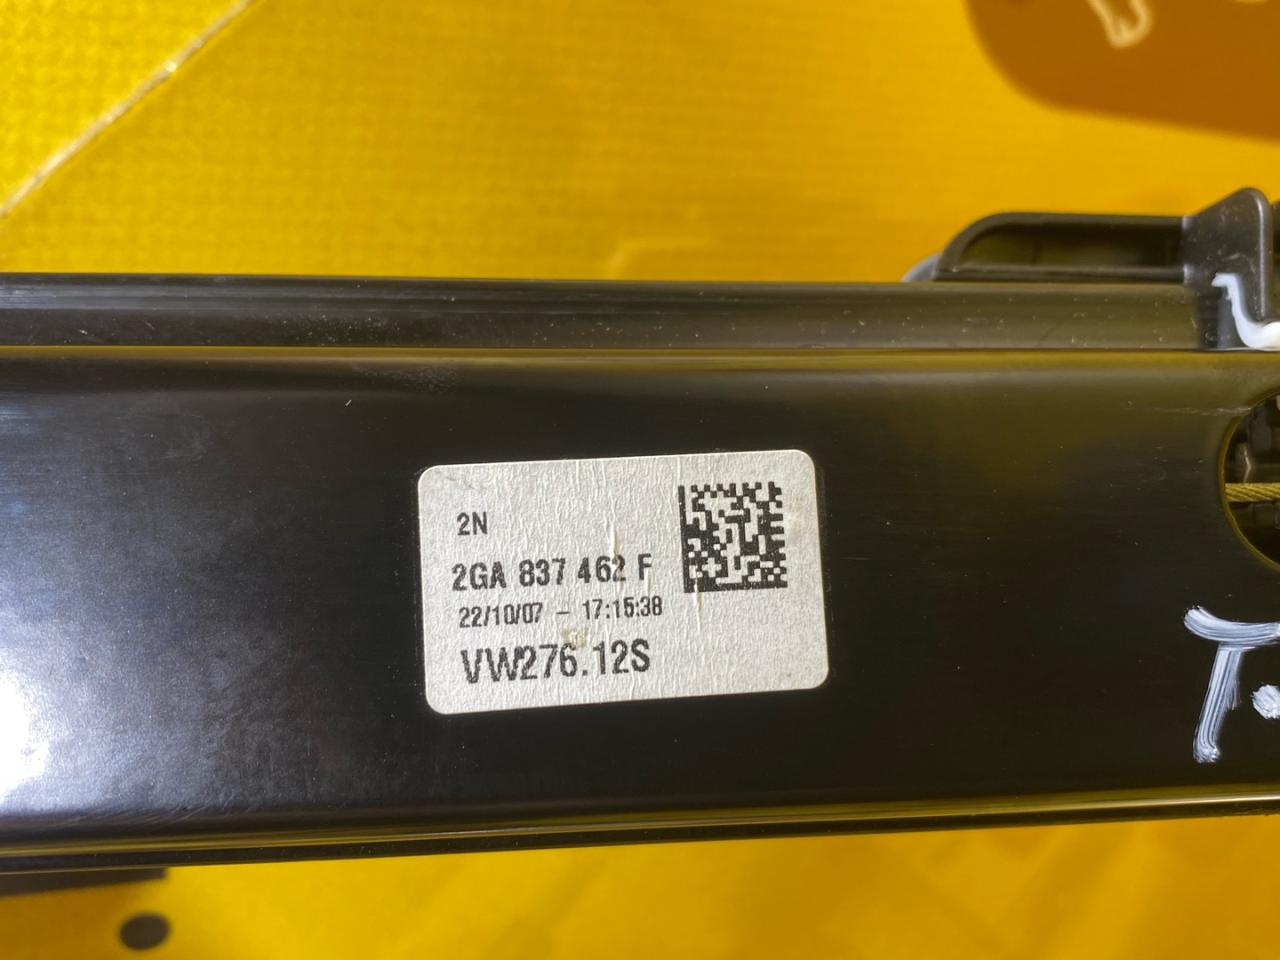 2N
2GA 837 462 F
22/10/07 - 17:15:38
VW276.12S
T.